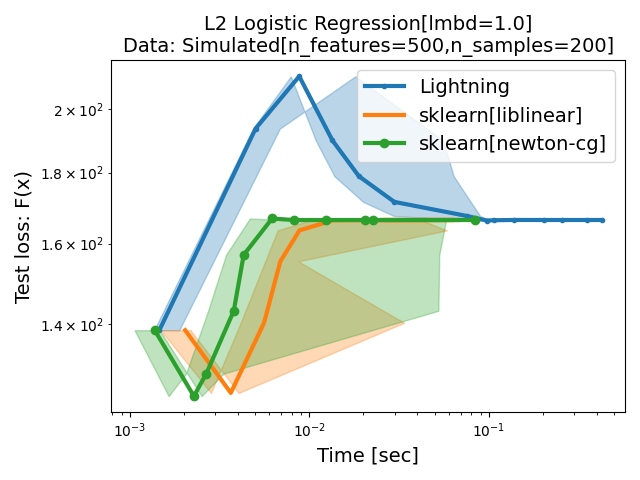 L2 Logistic Regression[lmbd=1.0]
Data: Simulated[n_features=500,n_samples=200]
Lightning
sklearn[liblinear]
sklearn[newton-cg]
Test loss: F(x)
2 × 10²
1.8 × 10²
1.6 × 10²
1.4 × 10²
10⁻³
10⁻²
10⁻¹
Time [sec]